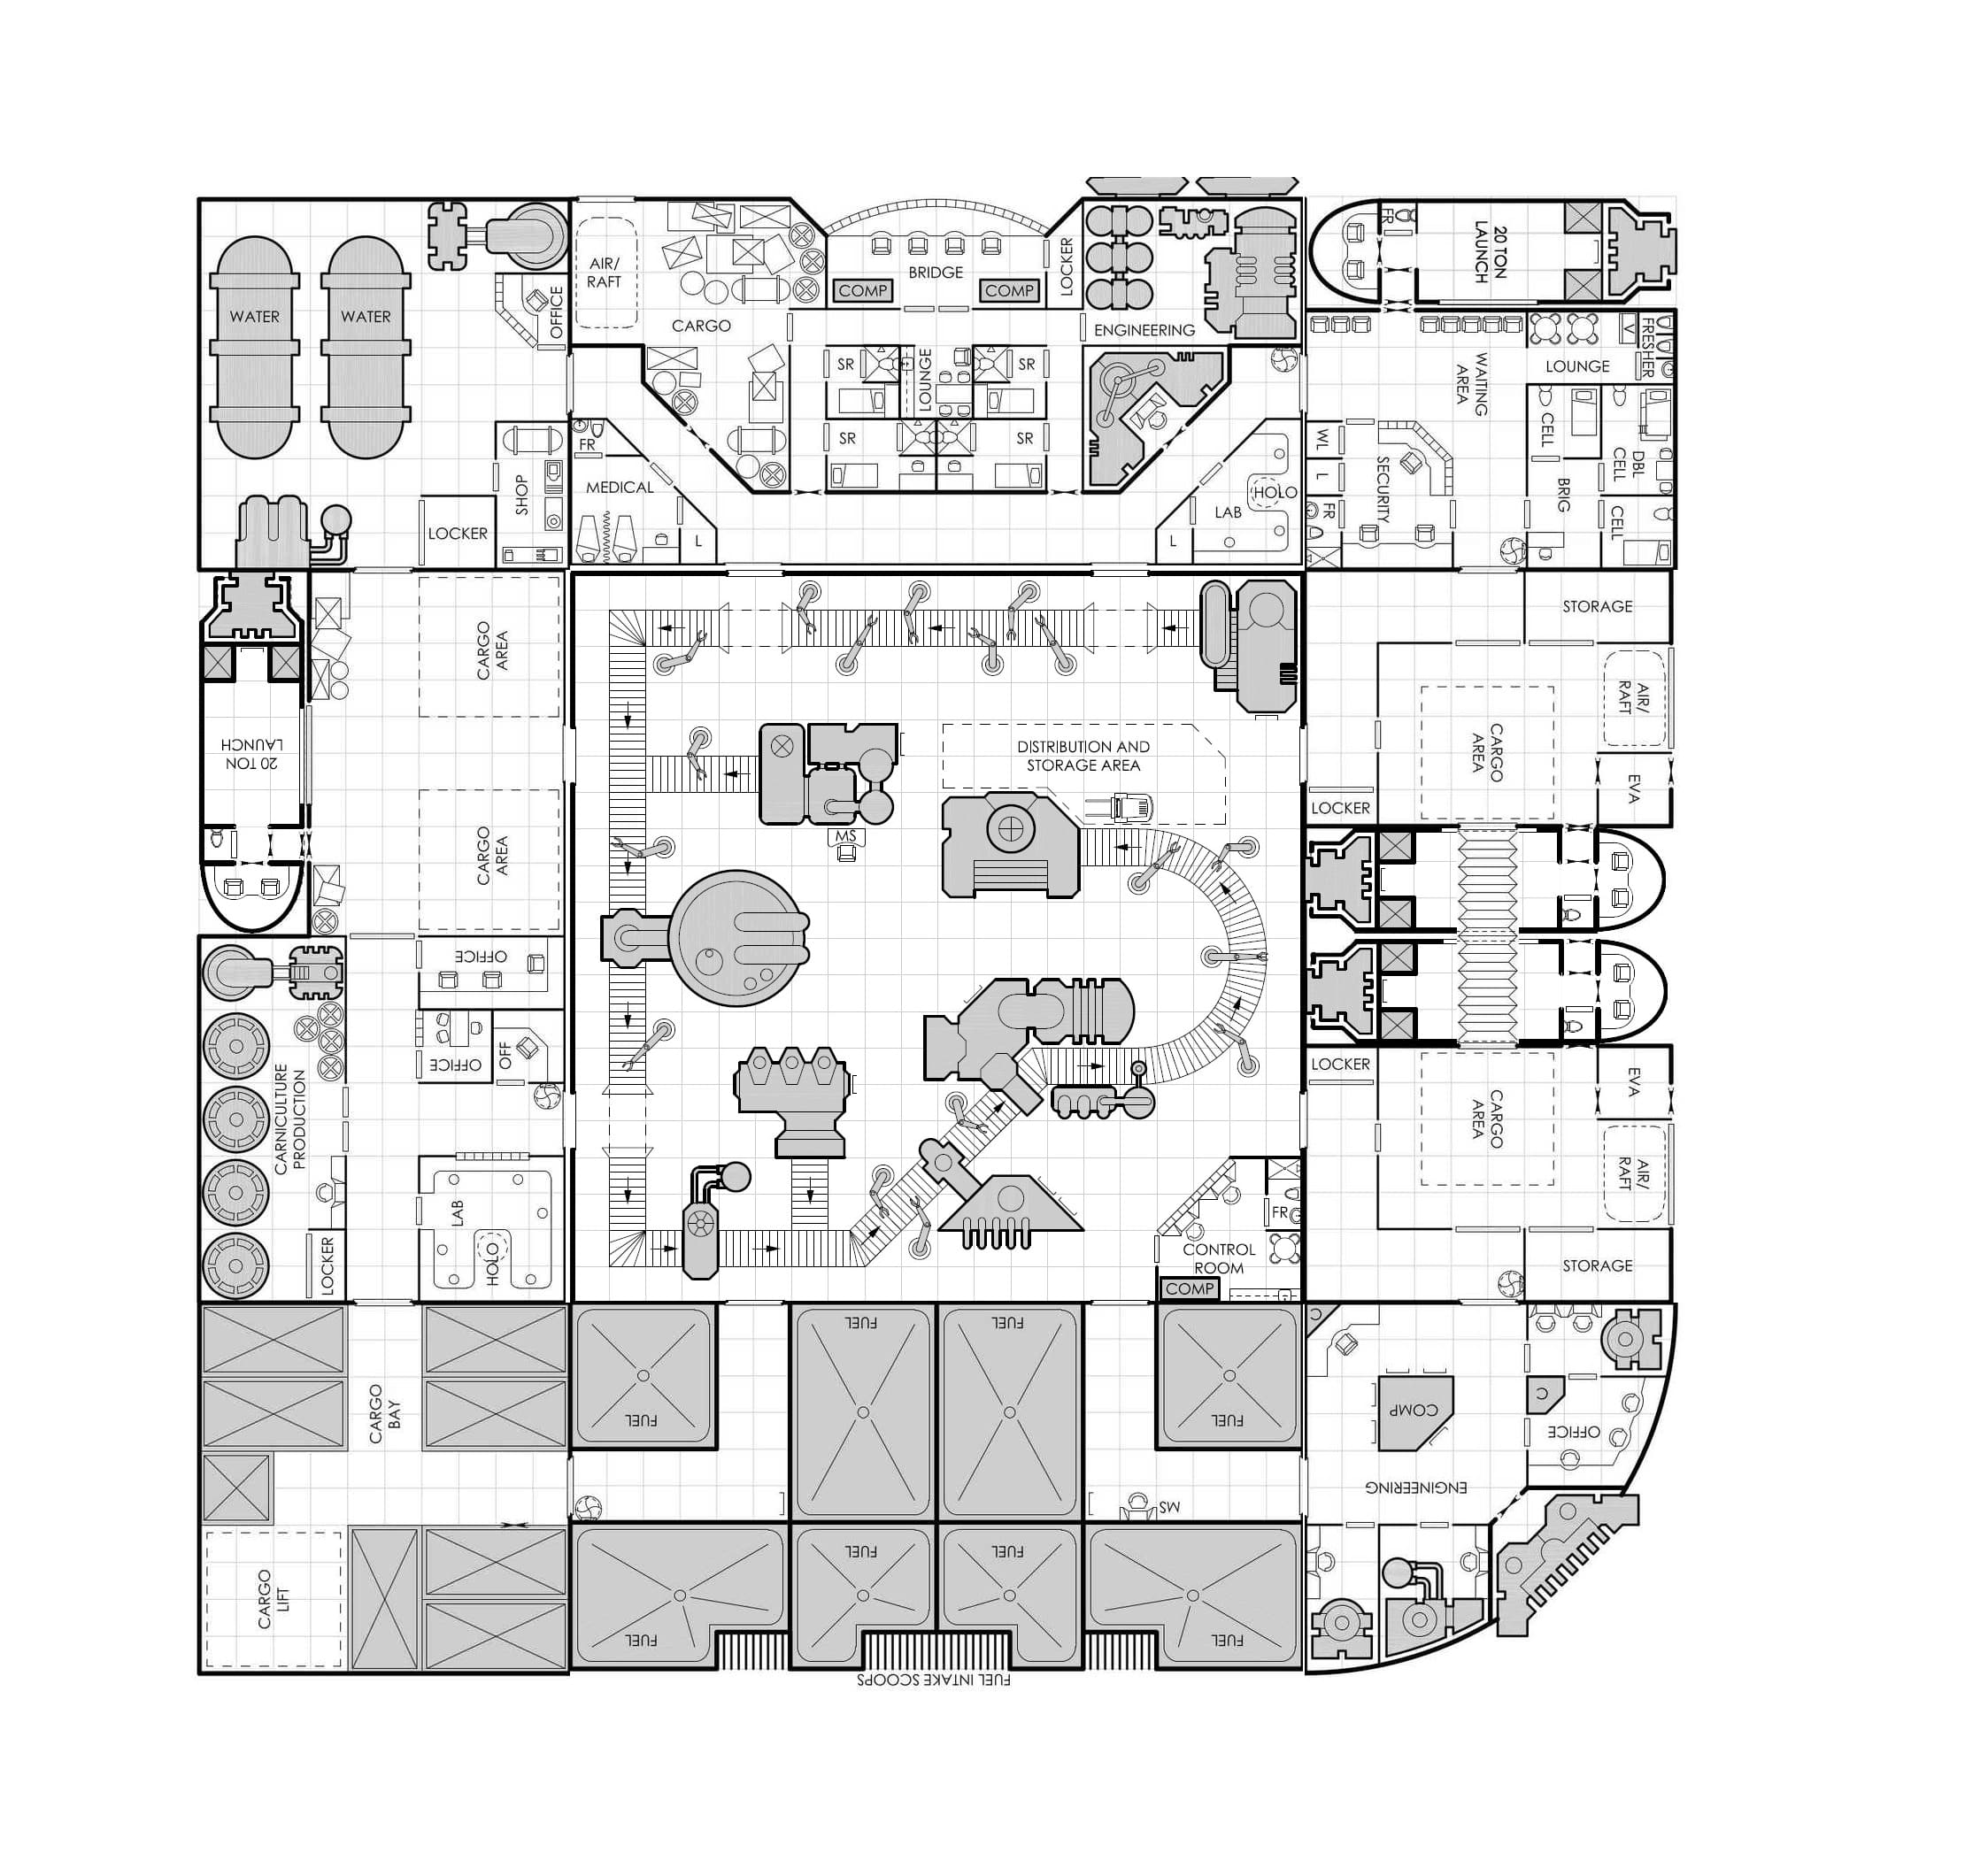 WATER
WATER
OFFICE
SHOP
LOCKER
AIR/
RAFT
CARGO
BRIDGE
COMP
COMP
LOCKER
ENGINEERING
SR
SR
SR
SR
LOUNGE
FR
MEDICAL
L
LAB
HOLO
L
FR
20 TON
LAUNCH
WAITING
AREA
LOUNGE
V
FRESHER
CELL
DBL
CELL
BRIG
CELL
WL
L
FR
SECURITY
20 TON
LAUNCH
CARGO
AREA
CARGO
AREA
DISTRIBUTION AND
STORAGE AREA
MS
STORAGE
AIR/
RAFT
CARGO
AREA
EVA
LOCKER
LOCKER
EVA
CARGO
AREA
AIR/
RAFT
STORAGE
OFFICE
OFFICE
OFF
CARNICULTURE
PRODUCTION
LOCKER
LAB
HOLO
FR
CONTROL
ROOM
COMP
CARGO
BAY
CARGO
LIFT
FUEL
FUEL
FUEL
FUEL
FUEL
FUEL
FUEL
FUEL
FUEL
FUEL
MS
FUEL INTAKE SCOOPS
C
COMP
C
OFFICE
ENGINEERING